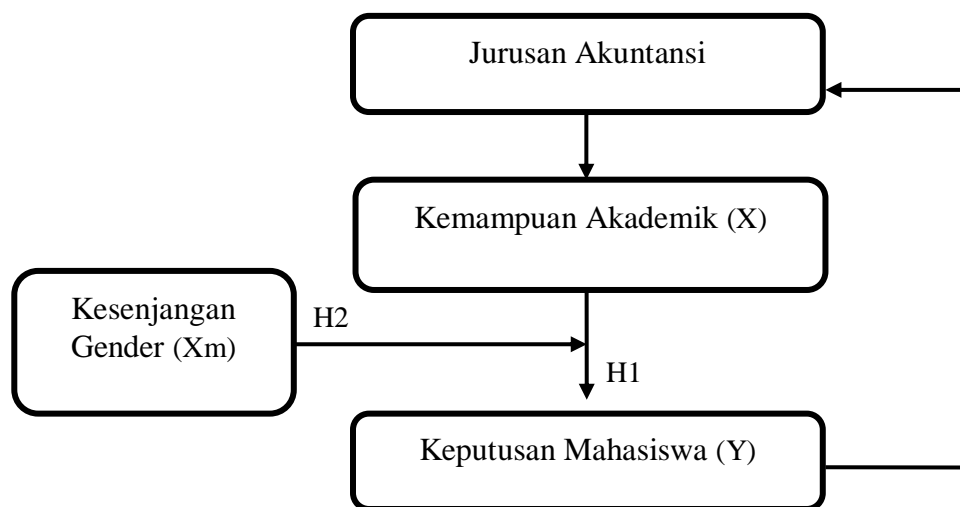 Jurusan Akuntansi
Kemampuan Akademik (X)
Kesenjangan
Gender (Xm)
H2
H1
Keputusan Mahasiswa (Y)